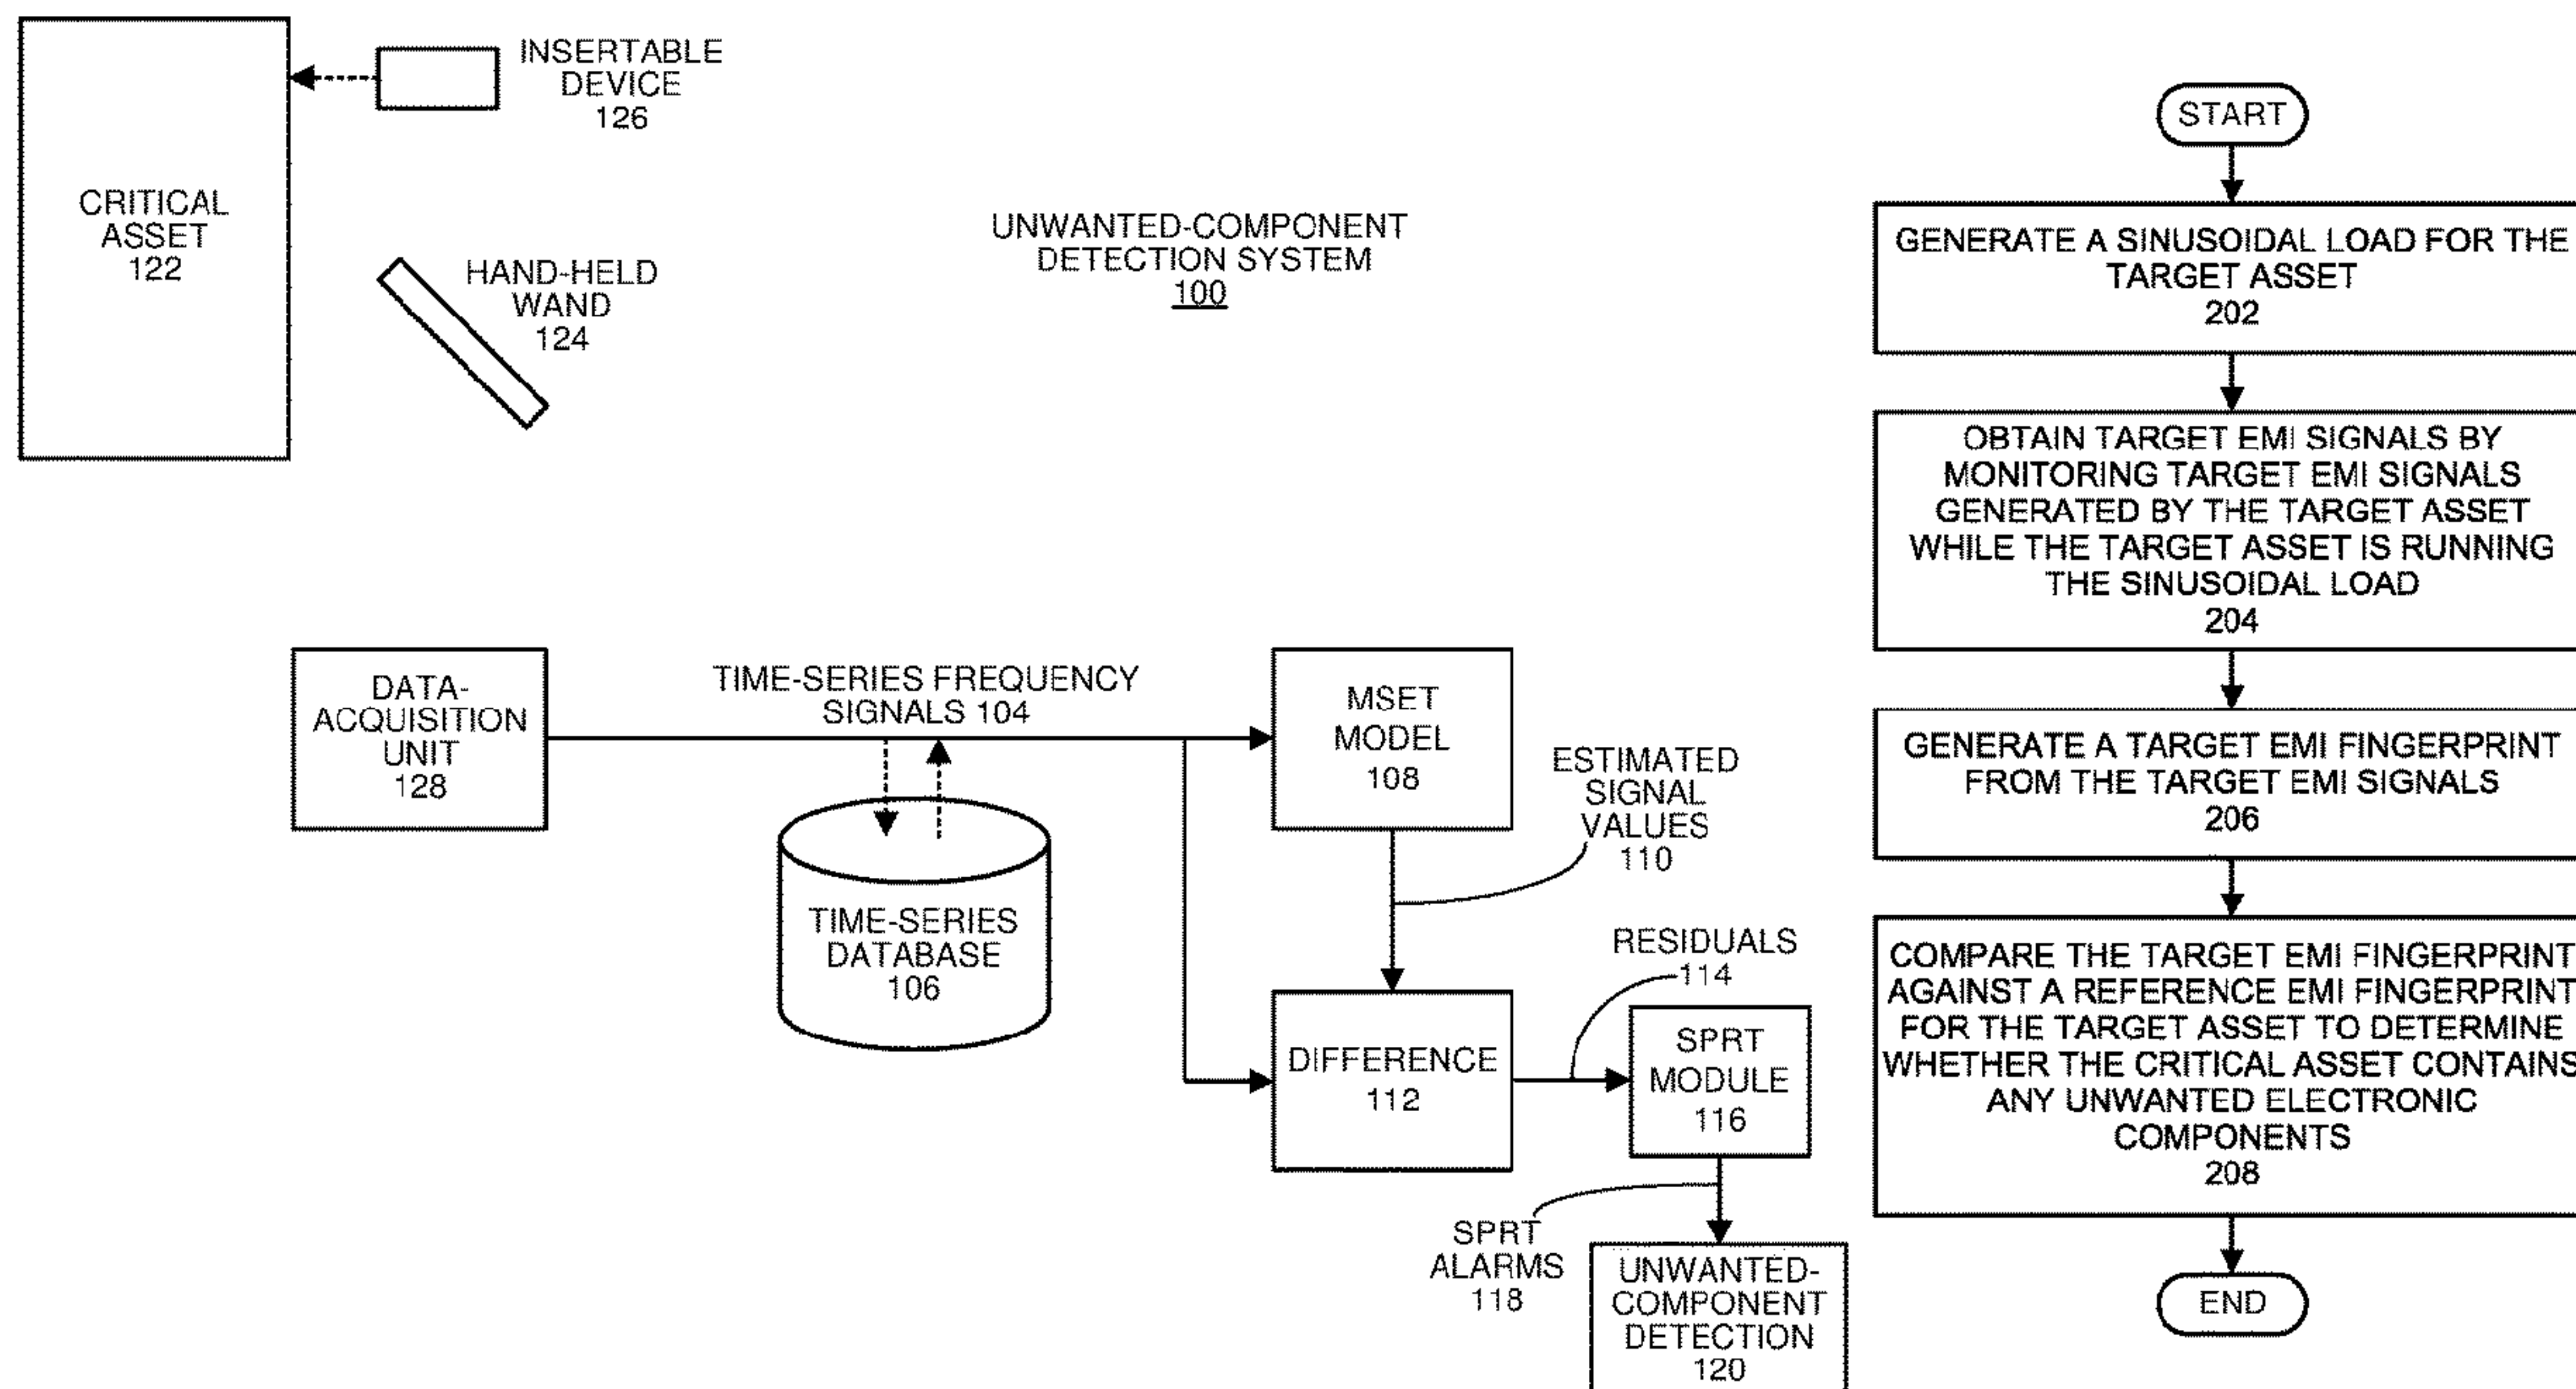 INSERTABLE
DEVICE
126
CRITICAL
ASSET
122
HAND-HELD
WAND
124
UNWANTED-COMPONENT
DETECTION SYSTEM
100
DATA-
ACQUISITION
UNIT
128
TIME-SERIES FREQUENCY
SIGNALS 104
TIME-SERIES
DATABASE
106
MSET
MODEL
108
ESTIMATED
SIGNAL
VALUES
110
DIFFERENCE
112
RESIDUALS
114
SPRT
MODULE
116
SPRT
ALARMS
118
UNWANTED-
COMPONENT
DETECTION
120
START
GENERATE A SINUSOIDAL LOAD FOR THE
TARGET ASSET
202
OBTAIN TARGET EMI SIGNALS BY
MONITORING TARGET EMI SIGNALS
GENERATED BY THE TARGET ASSET
WHILE THE TARGET ASSET IS RUNNING
THE SINUSOIDAL LOAD
204
GENERATE A TARGET EMI FINGERPRINT
FROM THE TARGET EMI SIGNALS
206
COMPARE THE TARGET EMI FINGERPRINT
AGAINST A REFERENCE EMI FINGERPRINT
FOR THE TARGET ASSET TO DETERMINE
WHETHER THE CRITICAL ASSET CONTAINS
ANY UNWANTED ELECTRONIC
COMPONENTS
208
END